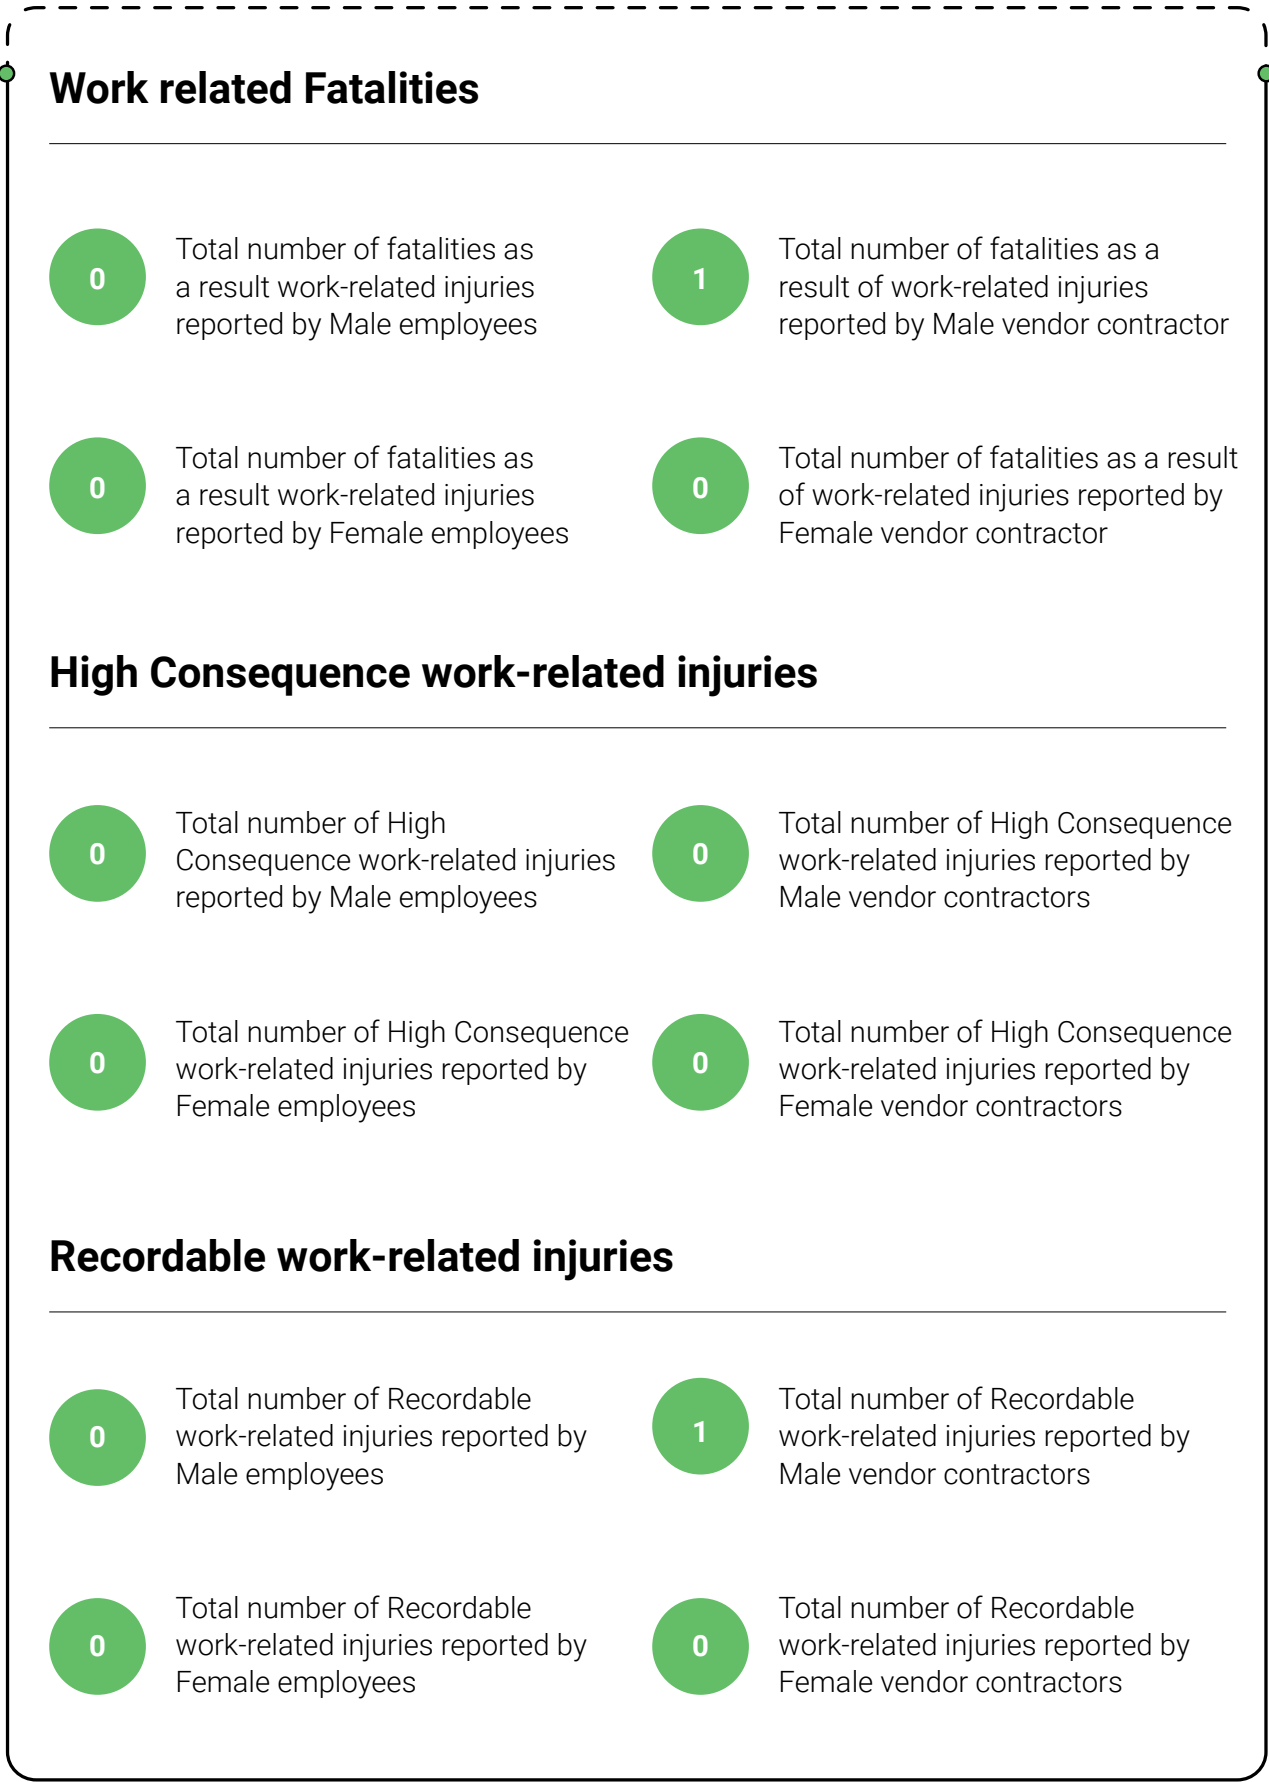 Work related Fatalities
0
Total number of fatalities as
a result work-related injuries
reported by Male employees
1
Total number of fatalities as a
result of work-related injuries
reported by Male vendor contractor
0
Total number of fatalities as
a result work-related injuries
reported by Female employees
0
Total number of fatalities as a result
of work-related injuries reported by
Female vendor contractor
High Consequence work-related injuries
0
Total number of High
Consequence work-related injuries
reported by Male employees
0
Total number of High Consequence
work-related injuries reported by
Male vendor contractors
0
Total number of High Consequence
work-related injuries reported by
Female employees
0
Total number of High Consequence
work-related injuries reported by
Female vendor contractors
Recordable work-related injuries
0
Total number of Recordable
work-related injuries reported by
Male employees
1
Total number of Recordable
work-related injuries reported by
Male vendor contractors
0
Total number of Recordable
work-related injuries reported by
Female employees
0
Total number of Recordable
work-related injuries reported by
Female vendor contractors